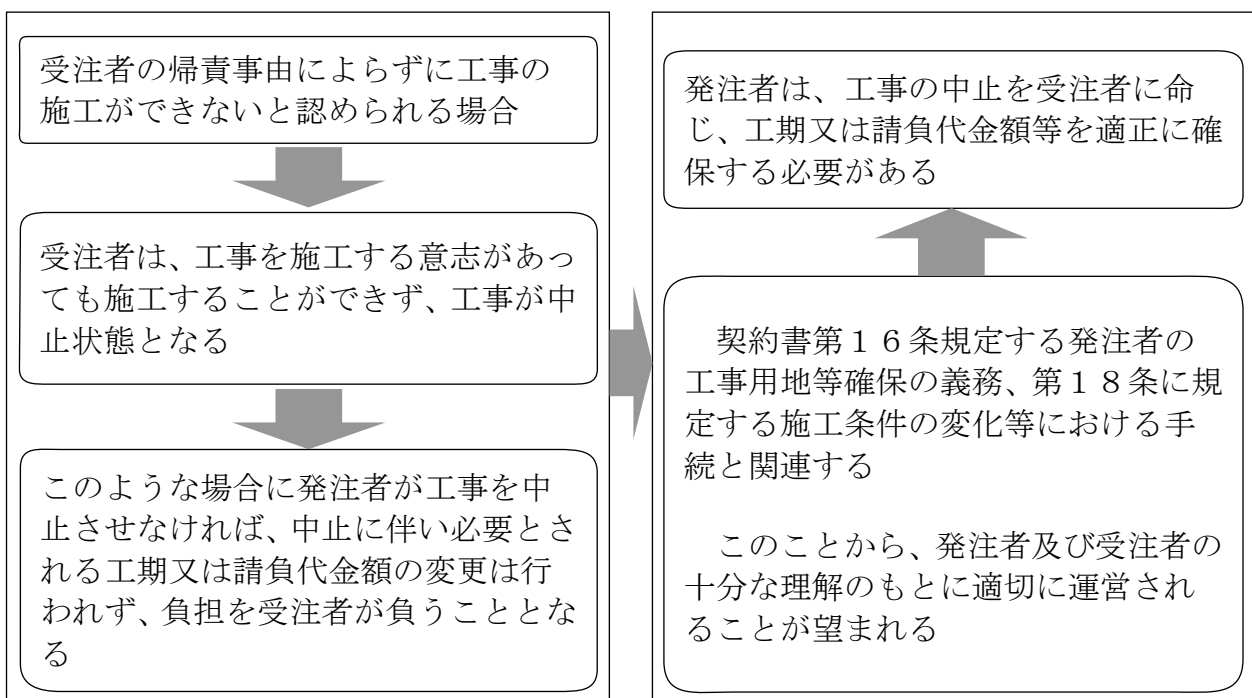 受注者の帰責事由によらずに工事の
施工ができないと認められる場合
受注者は、工事を施工する意志があっ
ても施工することができず、工事が中
止状態となる
このような場合に発注者が工事を中
止させなければ、中止に伴い必要とさ
れる工期又は請負代金額の変更は行
われず、負担を受注者が負うこととな
る
発注者は、工事の中止を受注者に命
じ、工期又は請負代金額等を適正に確
保する必要がある
契約書第１６条規定する発注者の
工事用地等確保の義務、第１８条に規
定する施工条件の変化等における手
続と関連する
このことから、発注者及び受注者の
十分な理解のもとに適切に運営され
ることが望まれる